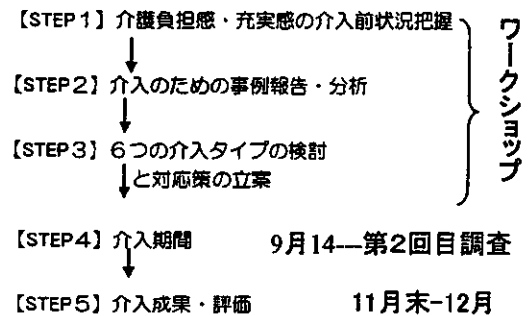 【STEP1】介護負担感・充実感の介入前状況把握
【STEP2】介入のための事例報告・分析
【STEP3】6つの介入タイプの検討
と対応策の立案
ワークショップ
【STEP4】介入期間 9月14―第2回目調査
【STEP5】介入成果・評価 11月末-12月